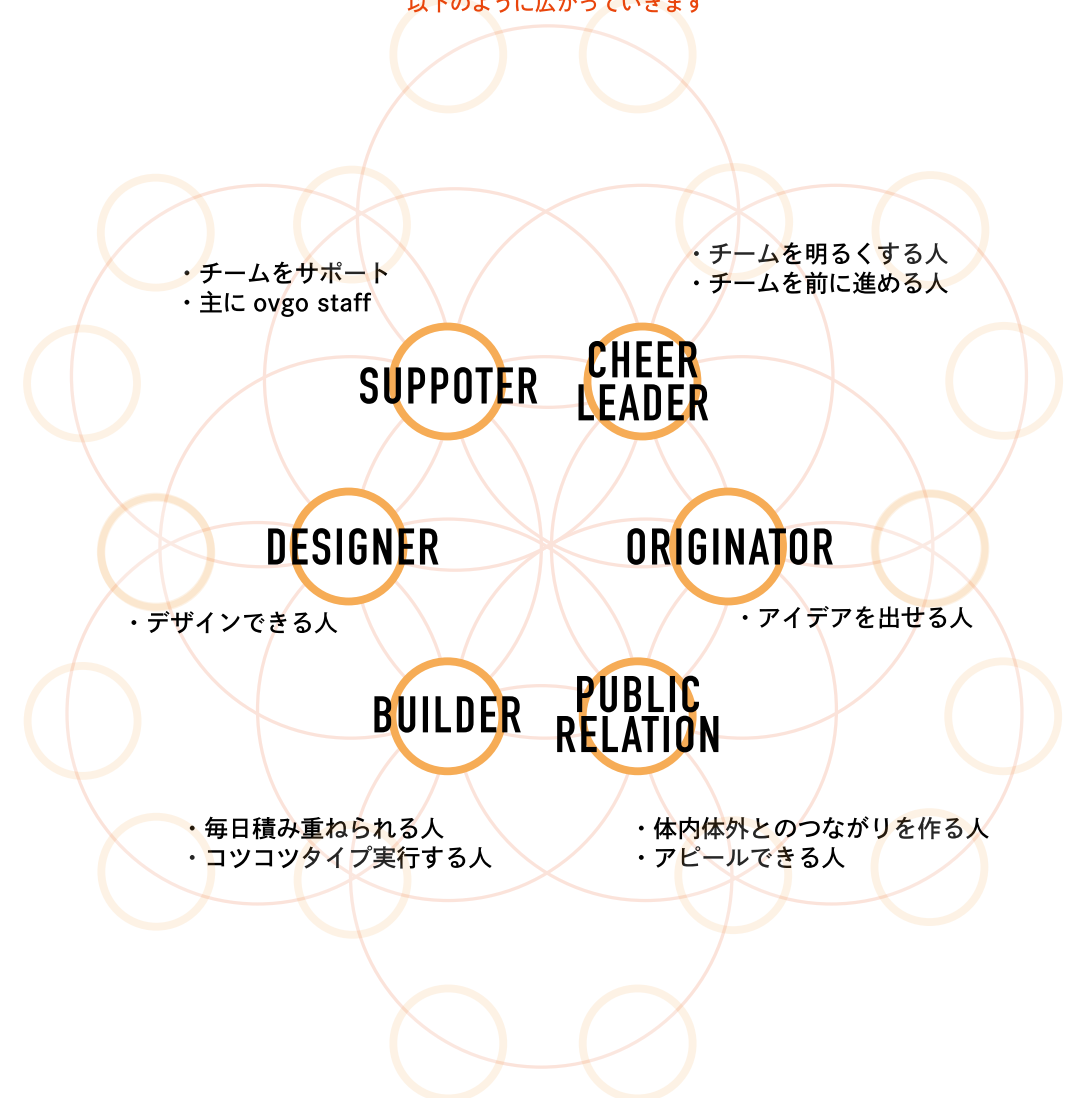 以下のように広がっていきます
・チームをサポート
・主に ovgo staff
・チームを明るくする人
・チームを前に進める人
SUPPOTER
CHEER
LEADER
DESIGNER
ORIGINATOR
・デザインできる人
・アイデアを出せる人
BUILDER
PUBLIC
RELATION
・毎日積み重ねられる人
・コツコツタイプ実行する人
・体内体外とのつながりを作る人
・アピールできる人